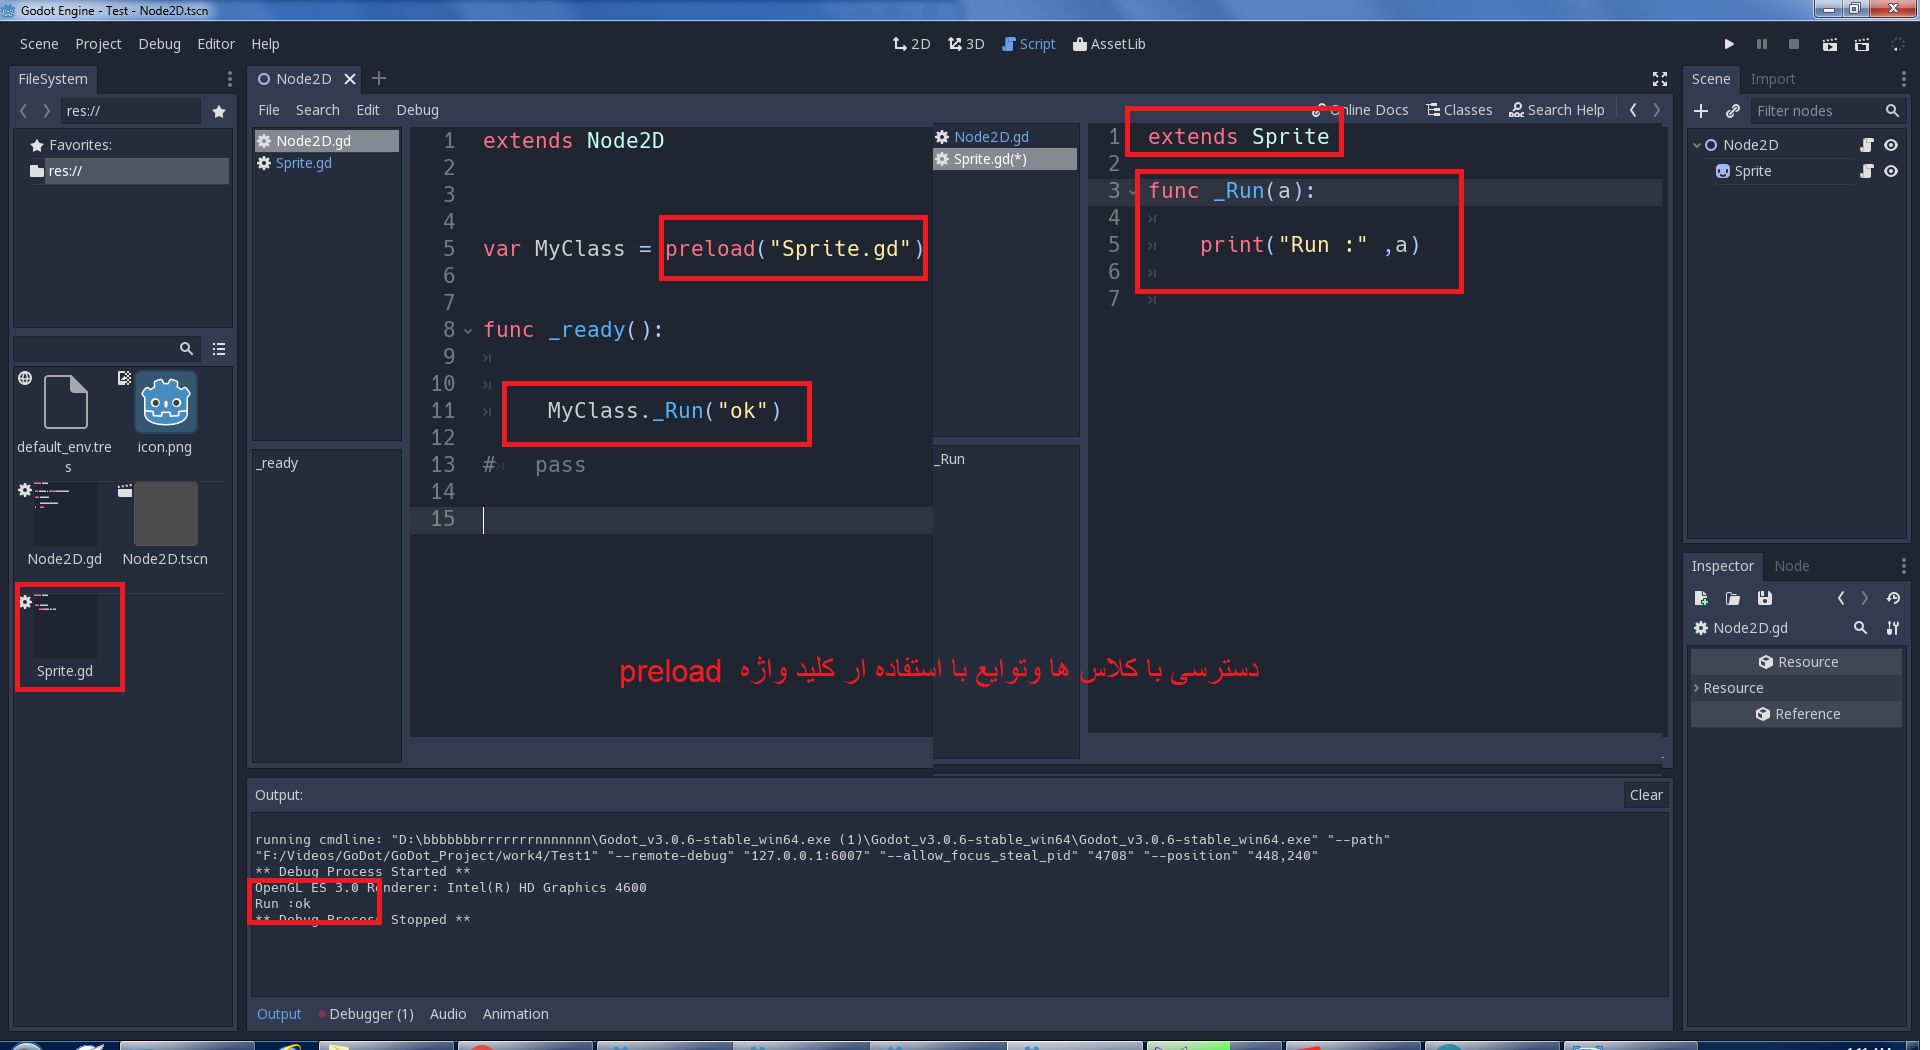 Godot Engine - Test - Node2D.tscn
Scene Project Debug Editor Help
2D 3D Script AssetLib
FileSystem
res://
Favorites:
res://
default_env.tres
icon.png
Node2D.gd
Node2D.tscn
Sprite.gd
Node2D
File Search Edit Debug
Online Docs Classes Search Help
Node2D.gd
Sprite.gd
_ready
1 extends Node2D
2
3
4
5 var MyClass = preload("Sprite.gd")
6
7
8 func _ready():
9
10
11 MyClass._Run("ok")
12
13 # pass
14
15
Node2D.gd
Sprite.gd(*)
_Run
1 extends Sprite
2
3 func _Run(a):
4
5 print("Run :" ,a)
6
7
دسترسی با کلاس ها وتوایع با استفاده ار کلید واژه preload
Output:
Clear
running cmdline: "D:\bbbbbbbrrrrrrrnnnnnnn\Godot_v3.0.6-stable_win64.exe (1)\Godot_v3.0.6-stable_win64\Godot_v3.0.6-stable_win64.exe" "--path"
"F:/Videos/GoDot/GoDot_Project/work4/Test1" "--remote-debug" "127.0.0.1:6007" "--allow_focus_steal_pid" "4708" "--position" "448,240"
** Debug Process Started **
OpenGL ES 3.0 Renderer: Intel(R) HD Graphics 4600
Run :ok
** Debug Process Stopped **
Output Debugger (1) Audio Animation
Scene Import
Filter nodes
Node2D
Sprite
Inspector Node
Node2D.gd
Resource
Resource
Reference